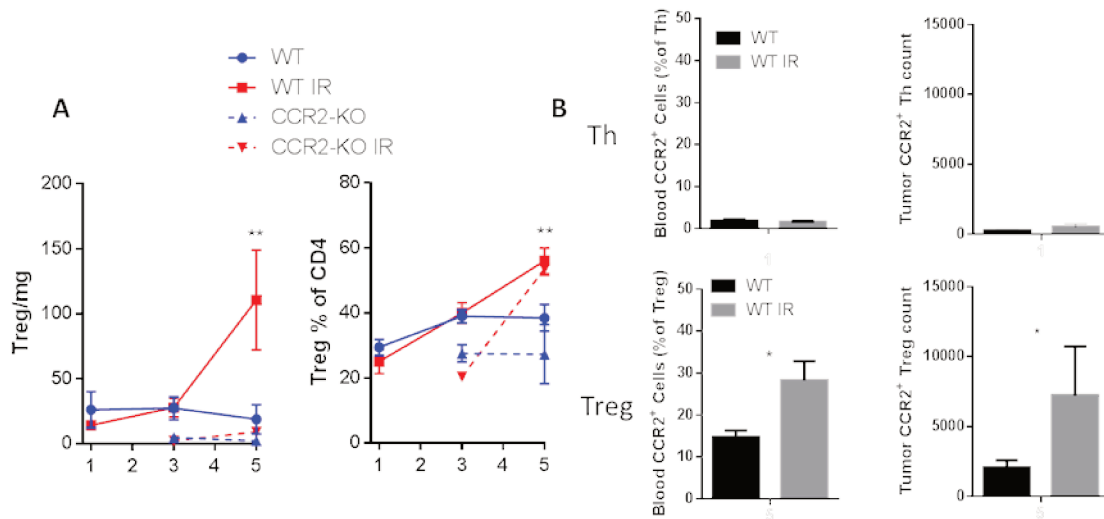 A
WT
WT IR
CCR2-KO
CCR2-KO IR
Treg/mg
200
150
100
50
0
1 2 3 4 5
Treg % of CD4
80
60
40
20
0
1 2 3 4 5
**
**
B
Th
Blood CCR2+ Cells (% of Th)
50
40
30
20
10
0
WT
WT IR
1
Tumor CCR2+ Th count
15000
10000
5000
0
1
Treg
Blood CCR2+ Cells (% of Treg)
50
40
30
20
10
0
WT
WT IR
*
5
Tumor CCR2+ Treg count
15000
10000
5000
0
*
5